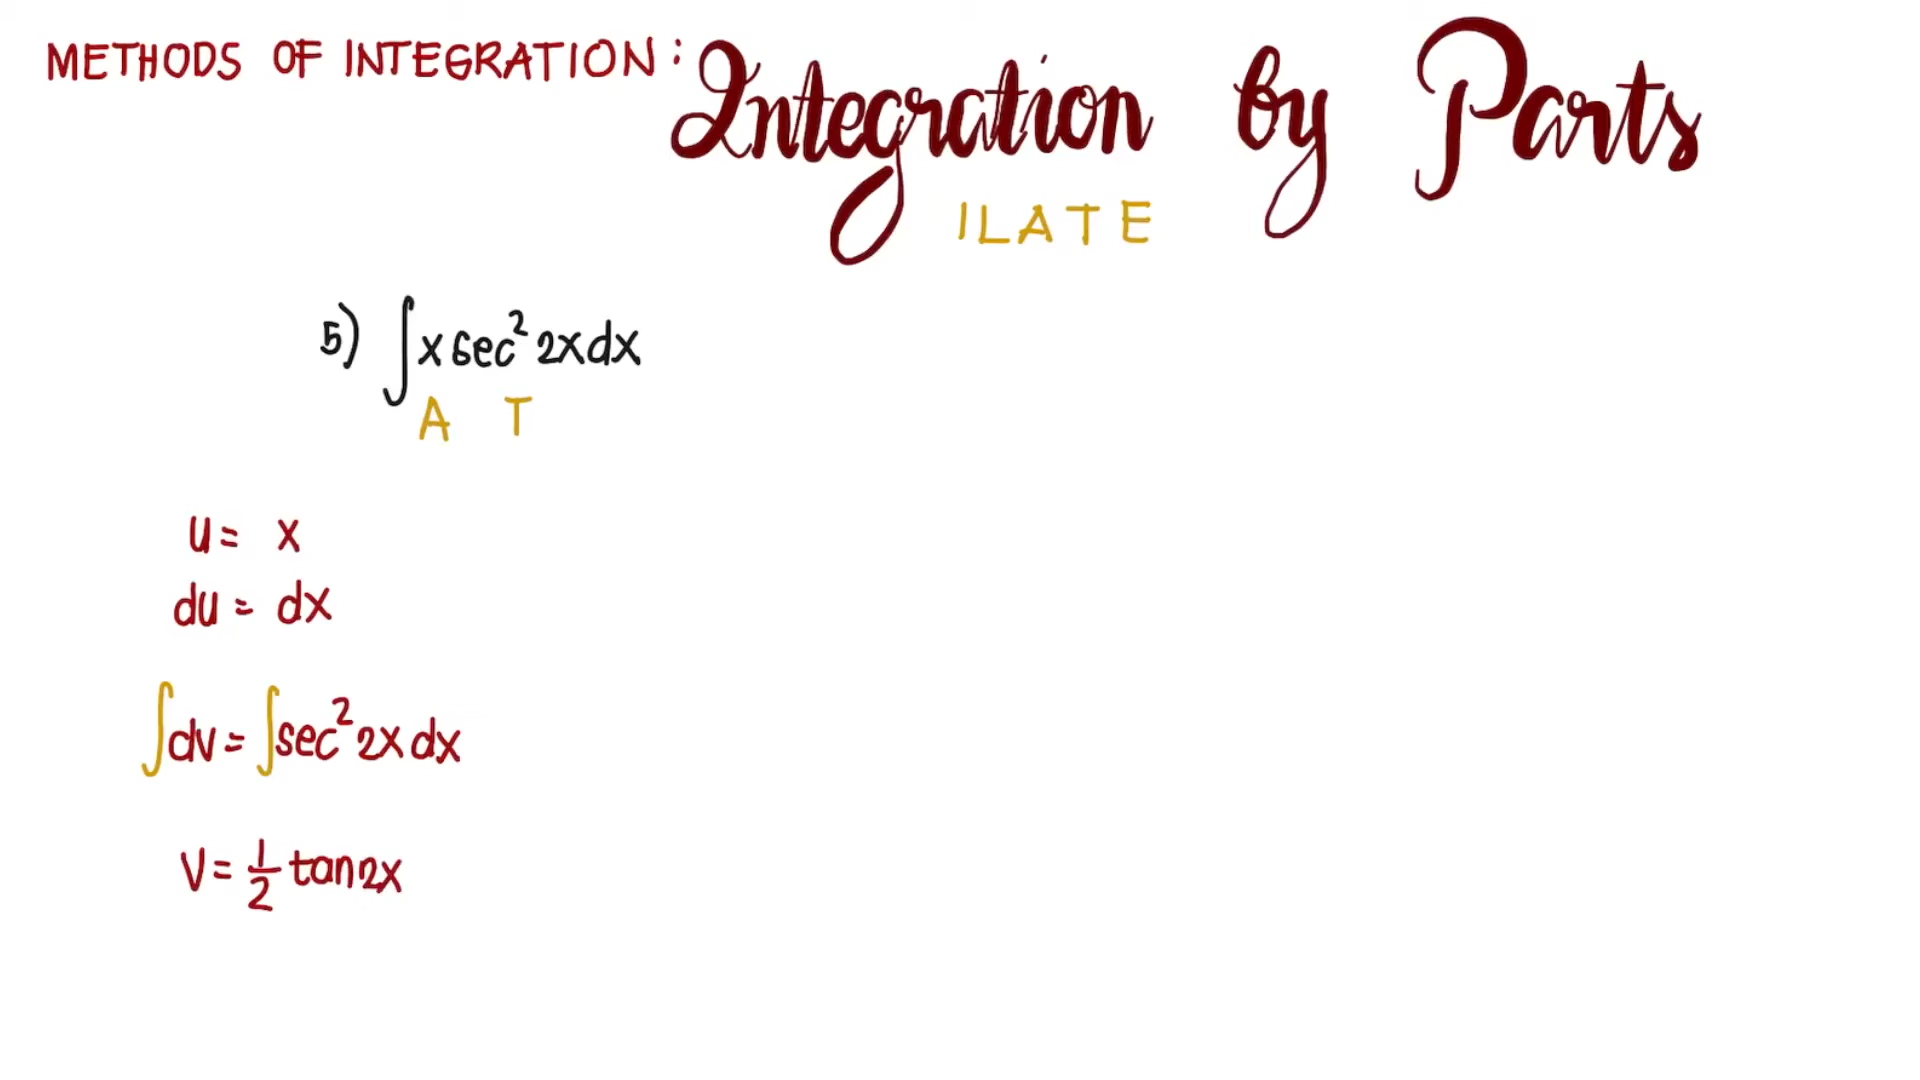 METHODS OF INTEGRATION: Integration by Parts
ILATE
5) ∫x sec² 2x dx
A T
u = x
du = dx
∫dv = ∫sec² 2x dx
v = 1/2 tan 2x